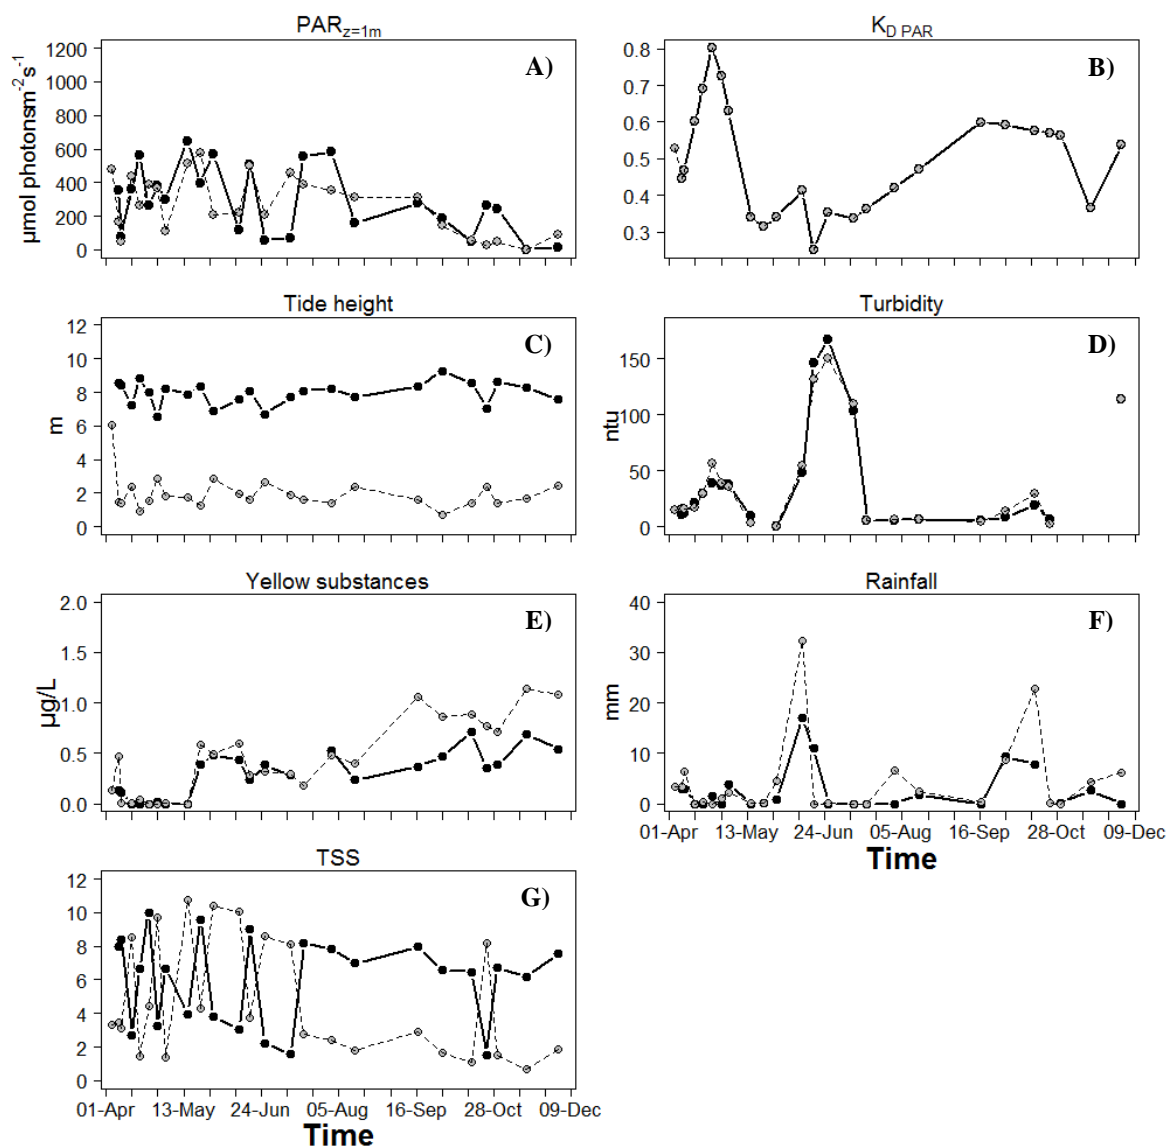 PAR z=1m
1200
1000
800
600
400
200
0
µmol photonsm-2s-1
A)
KD PAR
0.8
0.7
0.6
0.5
0.4
0.3
B)
Tide height
12
10
8
6
4
2
0
m
C)
Turbidity
150
100
50
0
ntu
D)
Yellow substances
2.0
1.5
1.0
0.5
0.0
µg/L
E)
Rainfall
40
30
20
10
0
mm
F)
01-Apr 13-May 24-Jun 05-Aug 16-Sep 28-Oct 09-Dec
Time
TSS
12
10
8
6
4
2
0
G)
01-Apr 13-May 24-Jun 05-Aug 16-Sep 28-Oct 09-Dec
Time